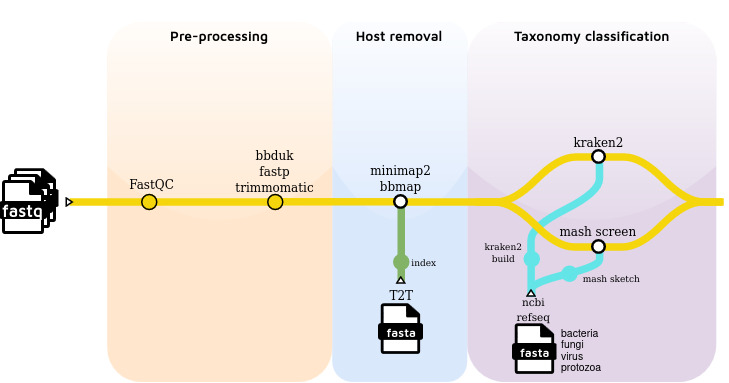 Pre-processing
Host removal
Taxonomy classification
fastq
FastQC
bbduk
fastp
trimmomatic
minimap2
bbmap
index
T2T
fasta
kraken2
mash screen
kraken2
build
mash sketch
ncbi
refseq
fasta
bacteria
fungi
virus
protozoa